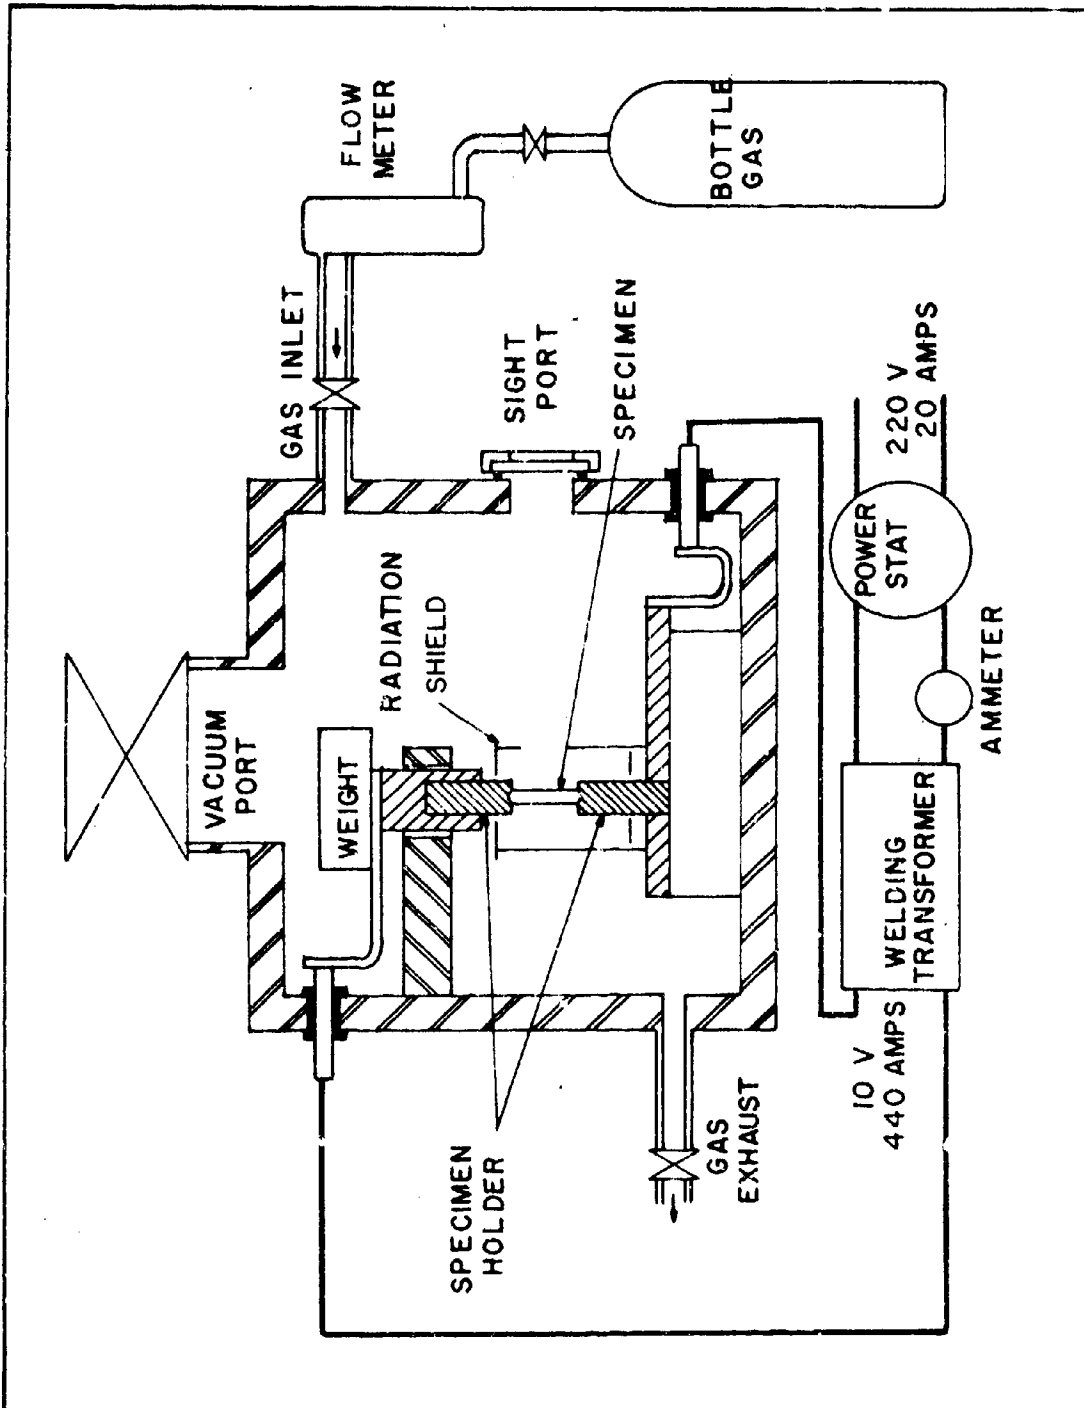 FLOW
METER
BOTTLE
GAS
GAS INLET
SIGHT
PORT
SPECIMEN
220 V
20 AMPS
RADIATION
SHIELD
POWER
STAT
AMMETER
VACUUM
PORT
WEIGHT
WELDING
TRANSFORMER
10 V
440 AMPS
GAS
EXHAUST
SPECIMEN
HOLDER